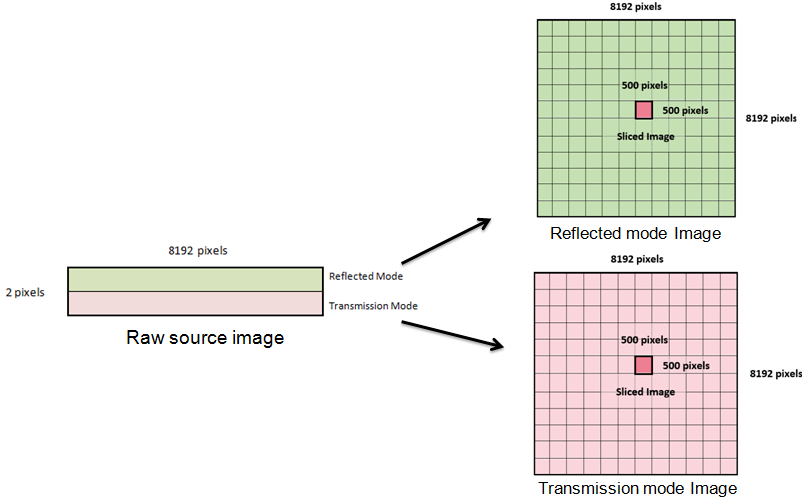 8192 pixels
500 pixels
500 pixels
8192 pixels
Sliced Image
Reflected mode Image
8192 pixels
2 pixels
Reflected Mode
Transmission Mode
Raw source image
8192 pixels
500 pixels
500 pixels
8192 pixels
Sliced Image
Transmission mode Image